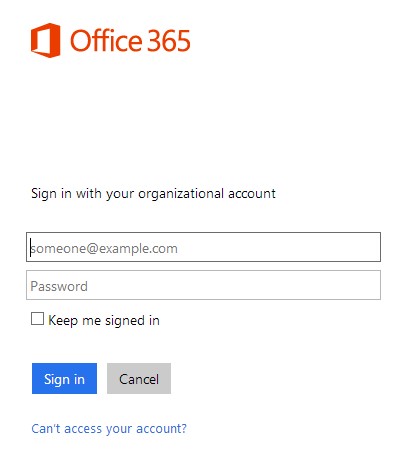 Office 365
Sign in with your organizational account
someone@example.com
Password
Keep me signed in
Sign in Cancel
Can't access your account?